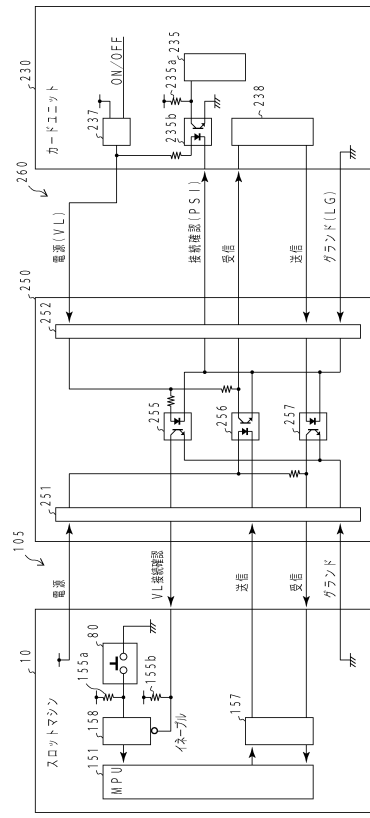 スロットマシン
10
MPU
151
158
155a
80
155b
イネーブル
157
105
電源
VL接続確認
送信
受信
グランド
250
251
252
255
256
257
260
電源(VL)
接続確認(PSI)
受信
送信
グランド(LG)
230
カードユニット
237
ON/OFF
235a
235
235b
238